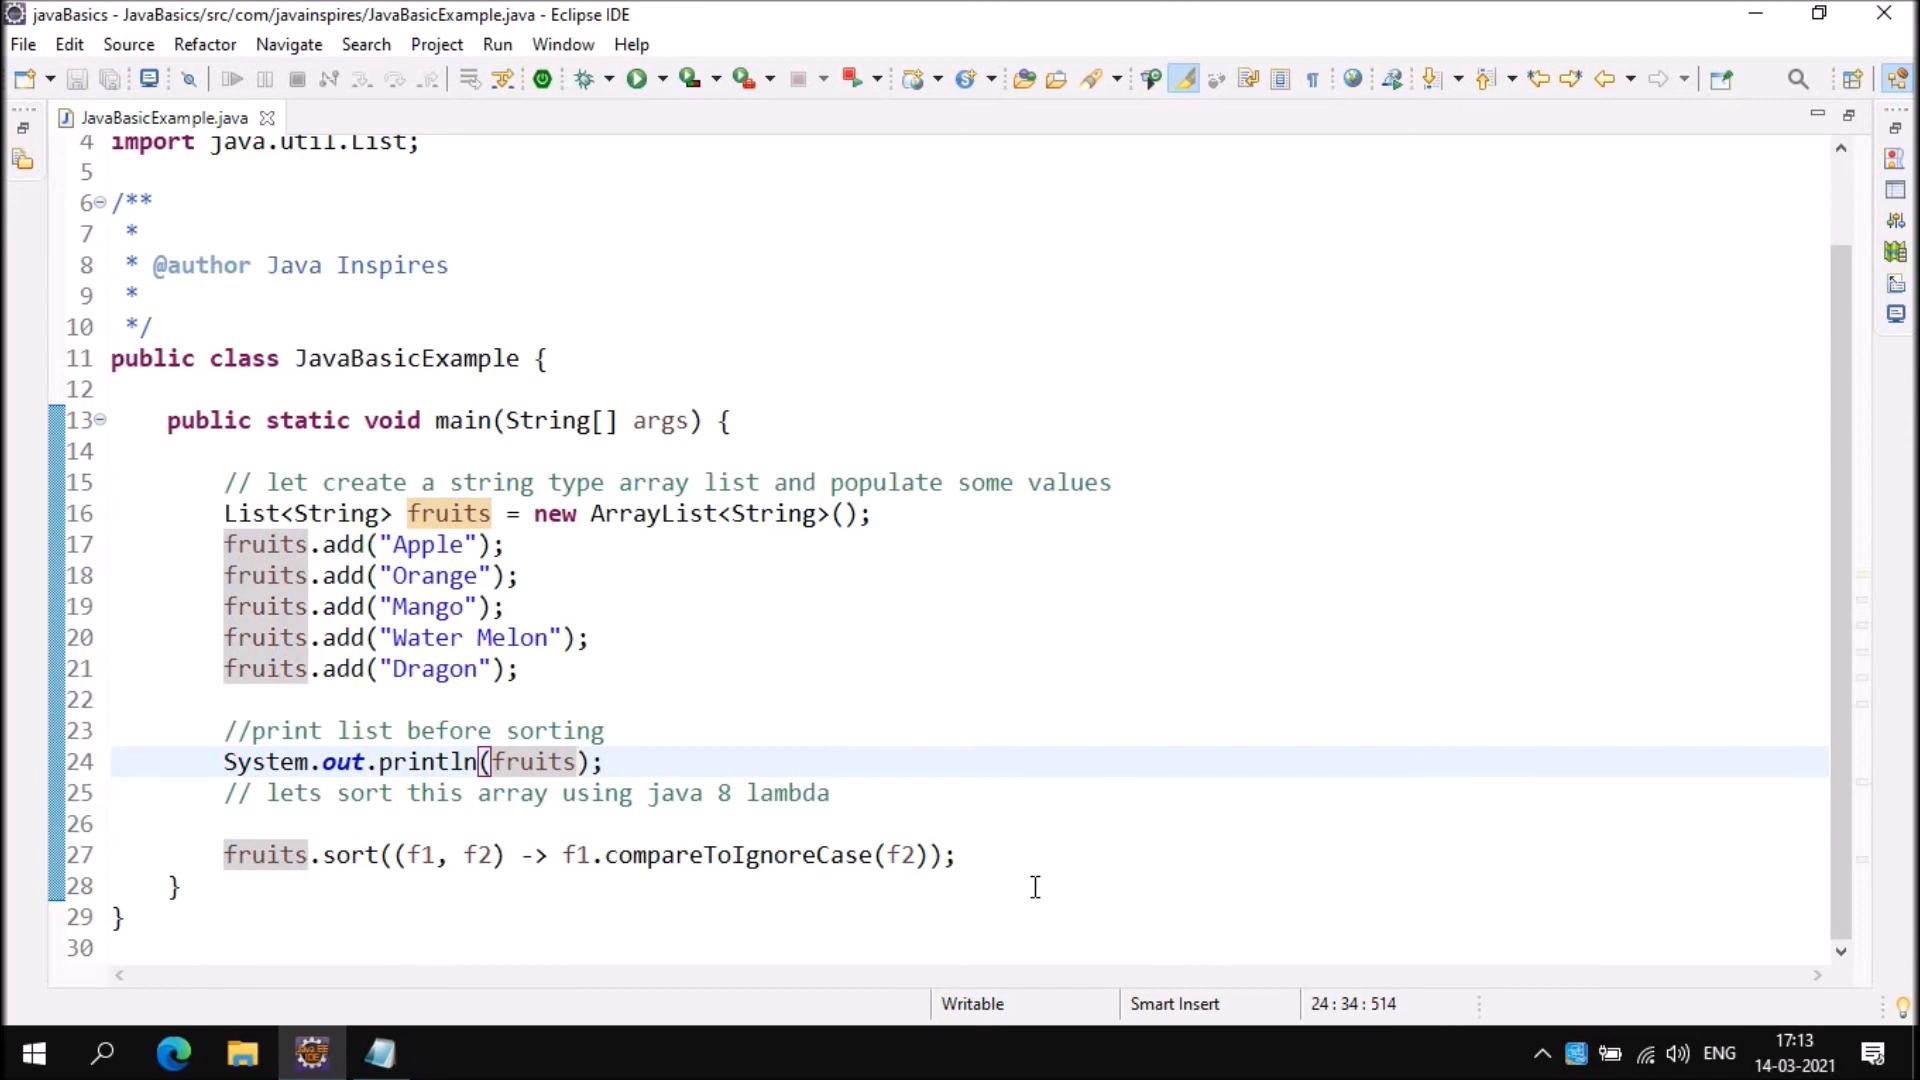 javaBasics - JavaBasics/src/com/javainspires/JavaBasicExample.java - Eclipse IDE
File Edit Source Refactor Navigate Search Project Run Window Help
JavaBasicExample.java
4 import java.util.List;
5
6 /**
7 *
8 * @author Java Inspires
9 *
10 */
11 public class JavaBasicExample {
12
13 public static void main(String[] args) {
14
15 // let create a string type array list and populate some values
16 List<String> fruits = new ArrayList<String>();
17 fruits.add("Apple");
18 fruits.add("Orange");
19 fruits.add("Mango");
20 fruits.add("Water Melon");
21 fruits.add("Dragon");
22
23 //print list before sorting
24 System.out.println(fruits);
25 // lets sort this array using java 8 lambda
26
27 fruits.sort((f1, f2) -> f1.compareToIgnoreCase(f2));
28 }
29 }
30
Writable Smart Insert 24 : 34 : 514
ENG 17:13
14-03-2021